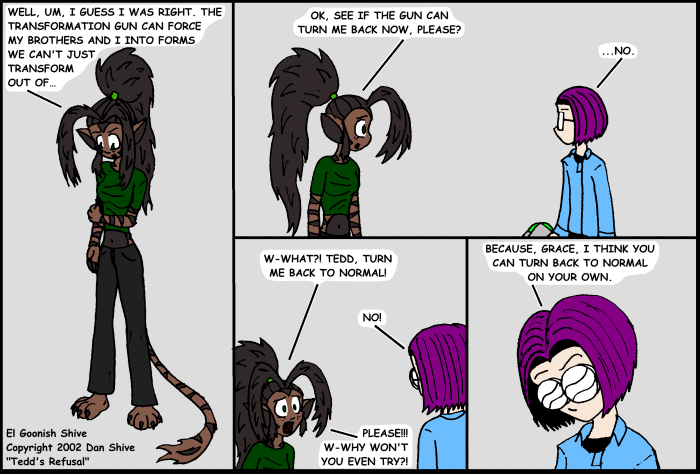 WELL, UM, I GUESS I WAS RIGHT. THE
TRANSFORMATION GUN CAN FORCE
MY BROTHERS AND I INTO FORMS
WE CAN'T JUST
TRANSFORM
OUT OF...
El Goonish Shive
Copyright 2002 Dan Shive
"Tedd's Refusal"
OK, SEE IF THE GUN CAN
TURN ME BACK NOW, PLEASE?
...NO.
W-WHAT?! TEDD, TURN
ME BACK TO NORMAL!
NO!
PLEASE!!!
W-WHY WON'T
YOU EVEN TRY?!
BECAUSE, GRACE, I THINK YOU
CAN TURN BACK TO NORMAL
ON YOUR OWN.